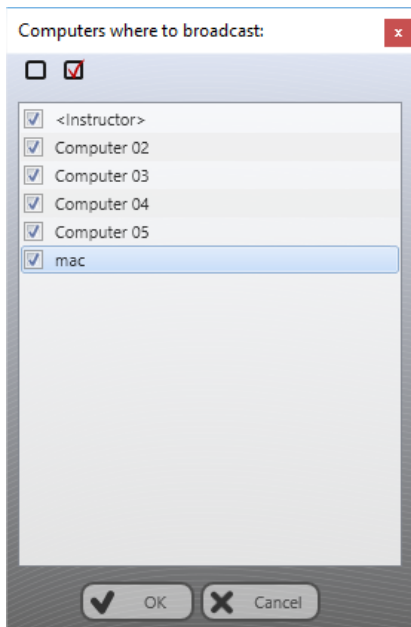 Computers where to broadcast:
x
<Instructor>
Computer 02
Computer 03
Computer 04
Computer 05
mac
OK
Cancel